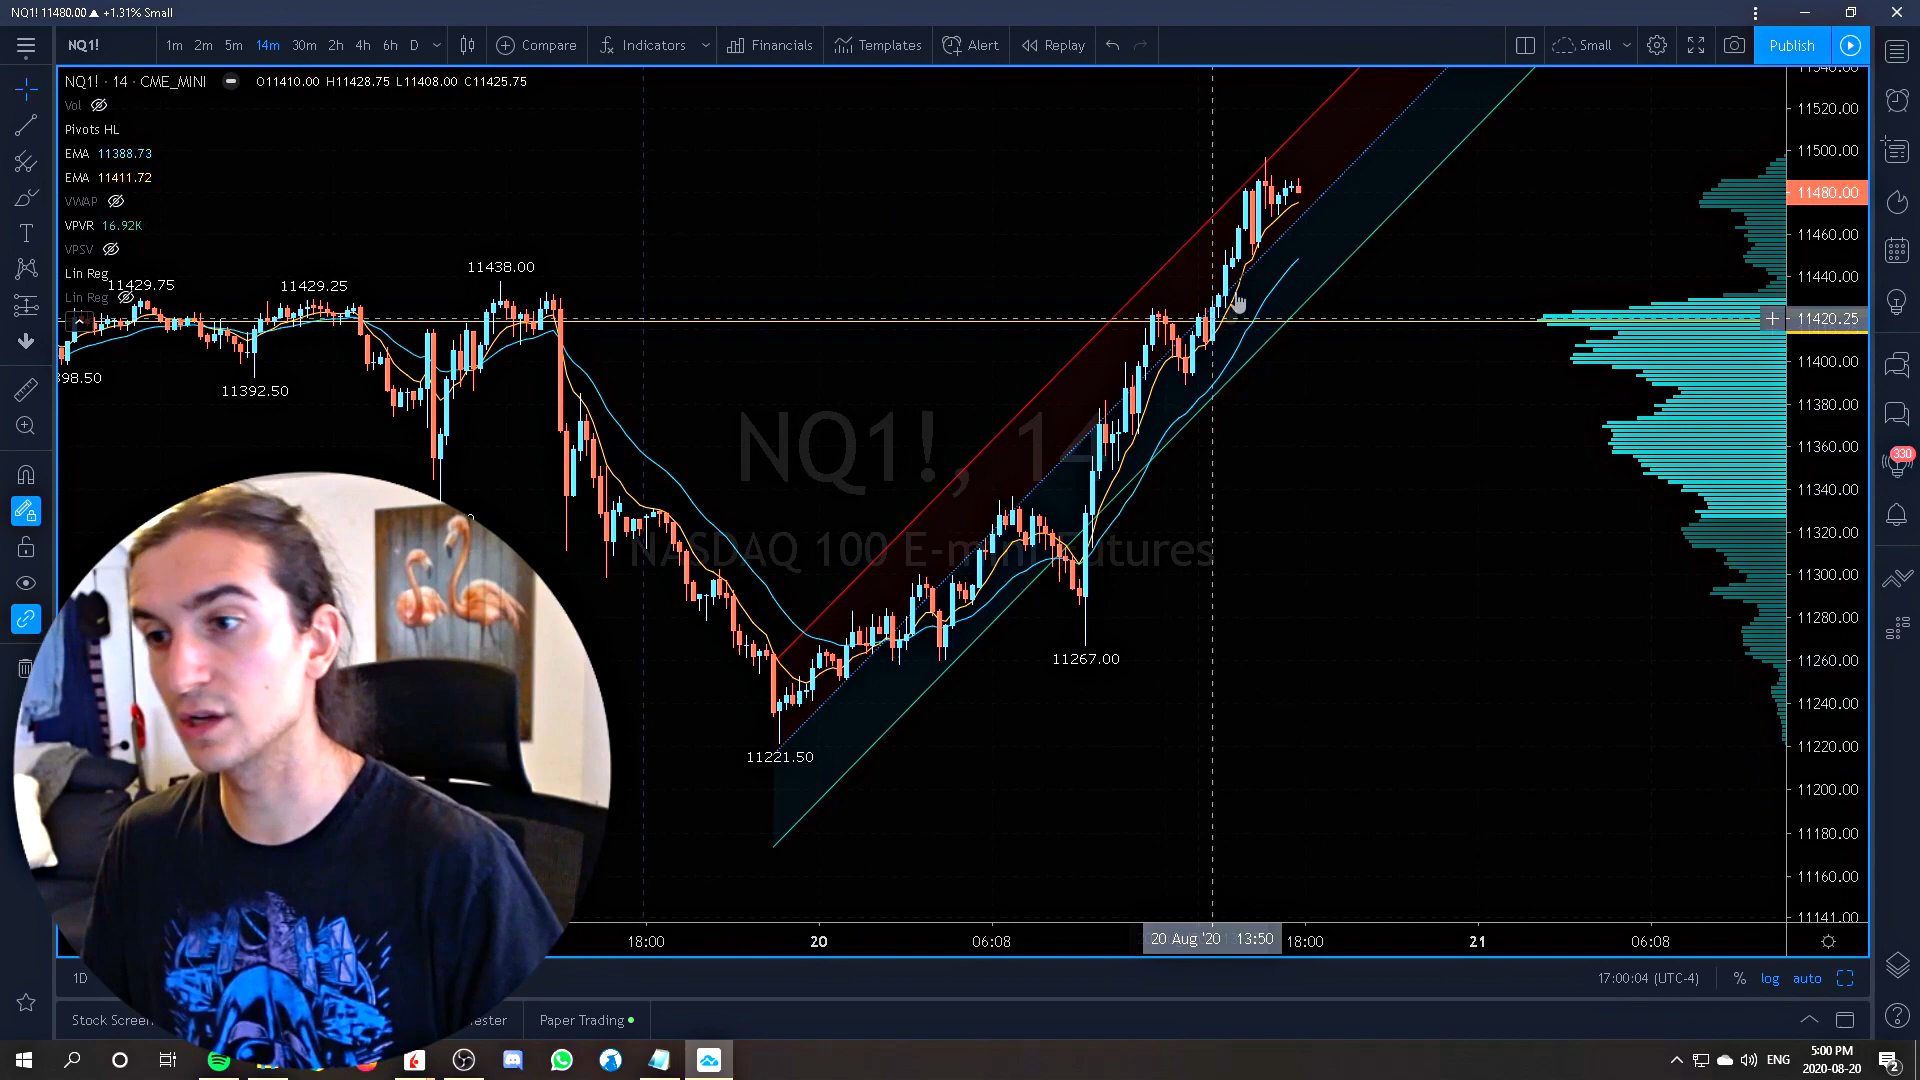 NQ1! 11480.00 ▲ +1.31% Small
NQ1! 1m 2m 5m 14m 30m 2h 4h 6h D Compare Indicators Financials Templates Alert Replay Small Publish
NQ1! · 14 · CME_MINI O11410.00 H11428.75 L11408.00 C11425.75
Vol
Pivots HL
EMA 11388.73
EMA 11411.72
VWAP
VPVR 16.92K
VPSV
Lin Reg
Lin Reg
11429.75
11429.25
11438.00
11392.50
11267.00
11221.50
NQ1!, 14
NASDAQ 100 E-mini Futures
11520.00
11500.00
11480.00
11460.00
11440.00
11420.25
11400.00
11380.00
11360.00
11340.00
11320.00
11300.00
11280.00
11260.00
11240.00
11220.00
11200.00
11180.00
11160.00
11141.00
330
18:00 20 06:08 20 Aug '20 13:50 18:00 21 06:08
1D 17:00:04 (UTC-4) % log auto
Paper Trading
ENG 5:00 PM
2020-08-20
2